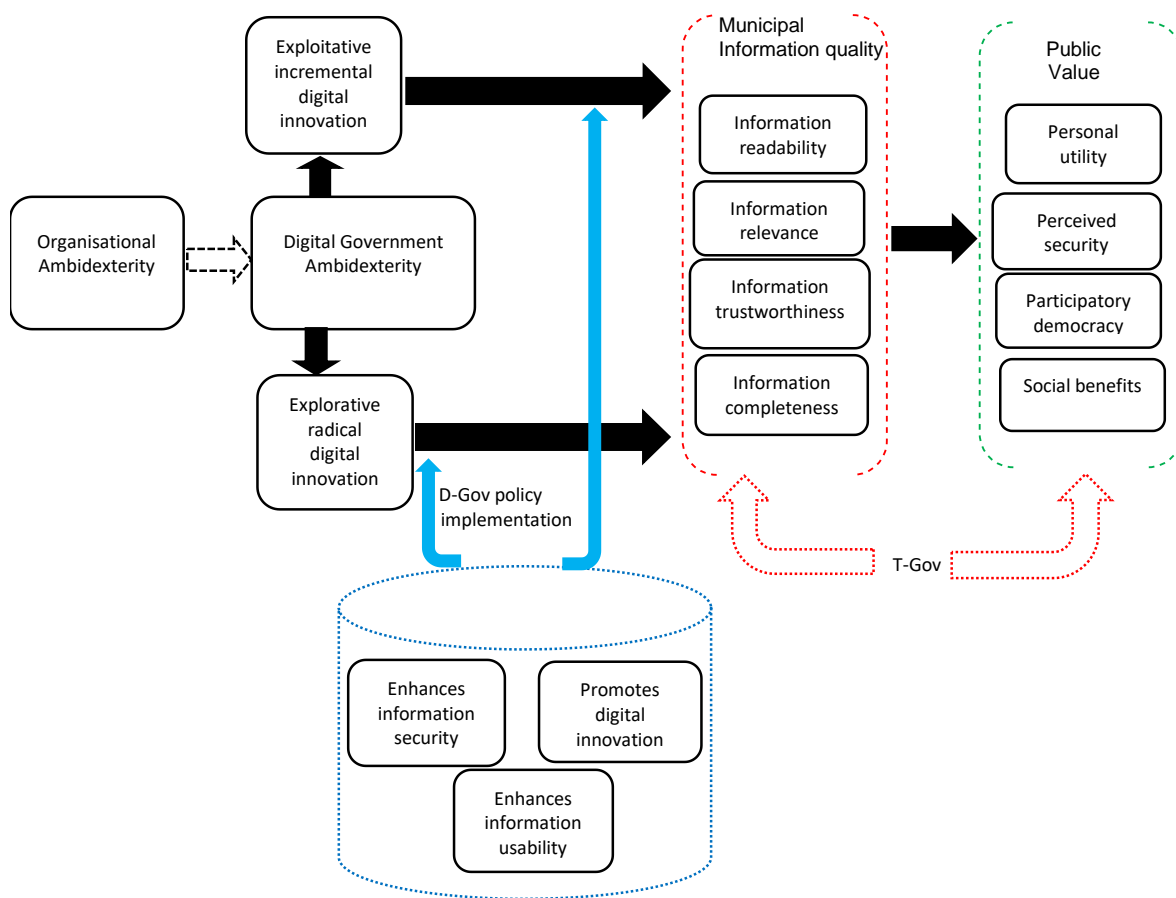 Exploitative
incremental
digital
innovation
Organisational
Ambidexterity
Digital Government
Ambidexterity
Explorative
radical
digital
innovation
D-Gov policy
implementation
Municipal
Information quality
Information
readability
Information
relevance
Information
trustworthiness
Information
completeness
Public
Value
Personal
utility
Perceived
security
Participatory
democracy
Social benefits
T-Gov
Enhances
information
security
Promotes
digital
innovation
Enhances
information
usability